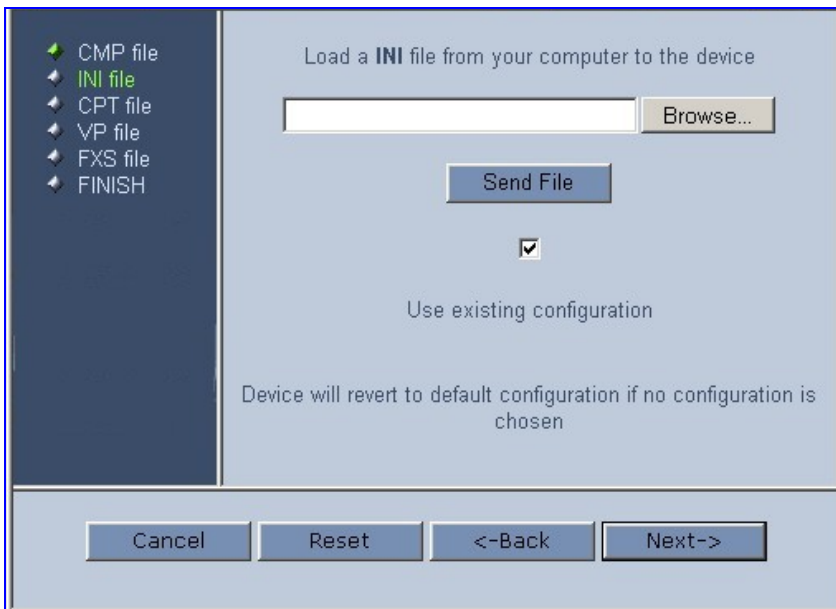 CMP file
INI file
CPT file
VP file
FXS file
FINISH
Load a INI file from your computer to the device
Browse...
Send File
Use existing configuration
Device will revert to default configuration if no configuration is
chosen
Cancel
Reset
<-Back
Next->